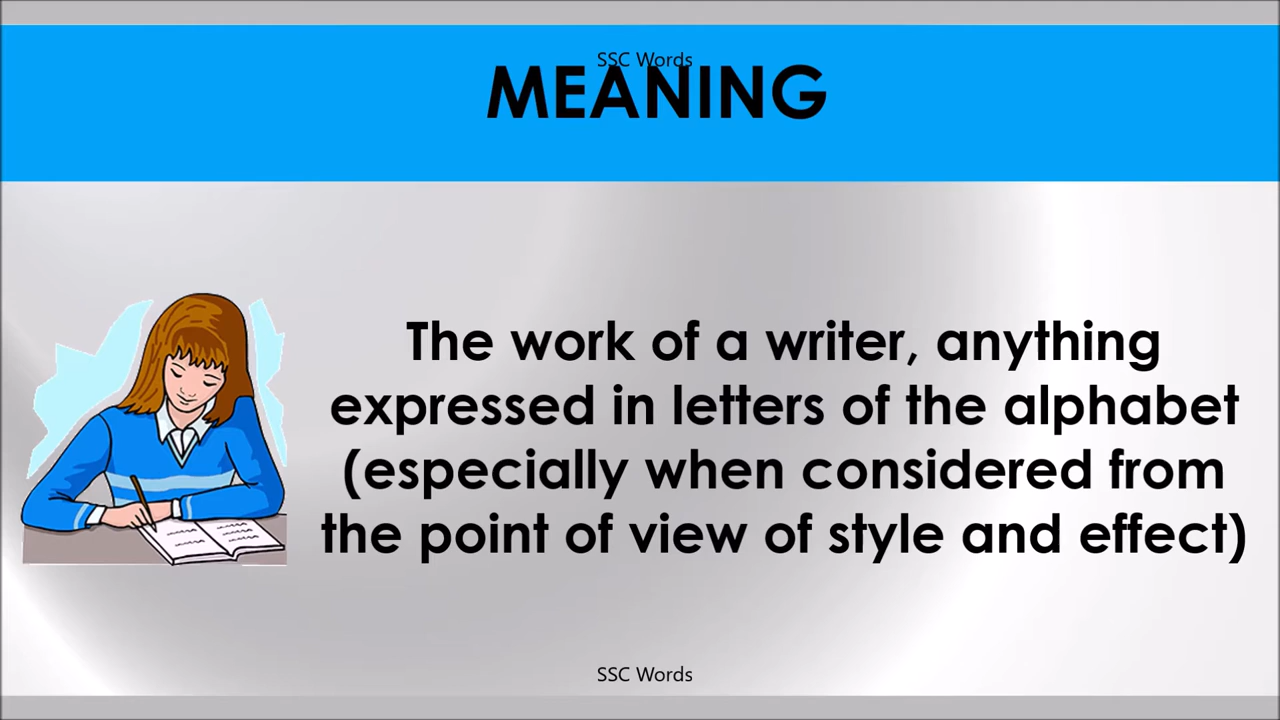 SSC Words
MEANING
The work of a writer, anything
expressed in letters of the alphabet
(especially when considered from
the point of view of style and effect)
SSC Words